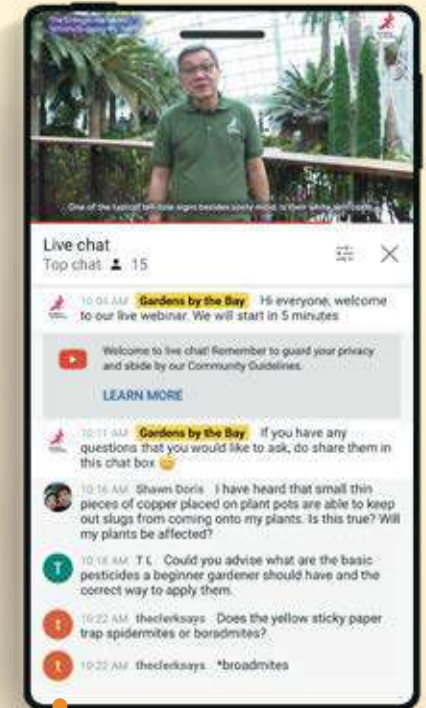 One of the typical tell-tale signs besides sooty mold, is their white
Live chat
Top chat 15
10:04 AM Gardens by the Bay Hi everyone, welcome
to our live webinar. We will start in 5 minutes
Welcome to live chat! Remember to guard your privacy
and abide by our Community Guidelines.
LEARN MORE
10:11 AM Gardens by the Bay If you have any
questions that you would like to ask, do share them in
this chat box
10:16 AM Shawn Doris I have heard that small thin
pieces of copper placed on plant pots are able to keep
out slugs from coming onto my plants. Is this true? Will
my plants be affected?
T
10:18 AM T L Could you advise what are the basic
pesticides a beginner gardener should have and the
correct way to apply them.
t
10:22 AM theclerksays Does the yellow sticky paper
trap spidermites or boradmites?
t
10:22 AM theclerksays *broadmites